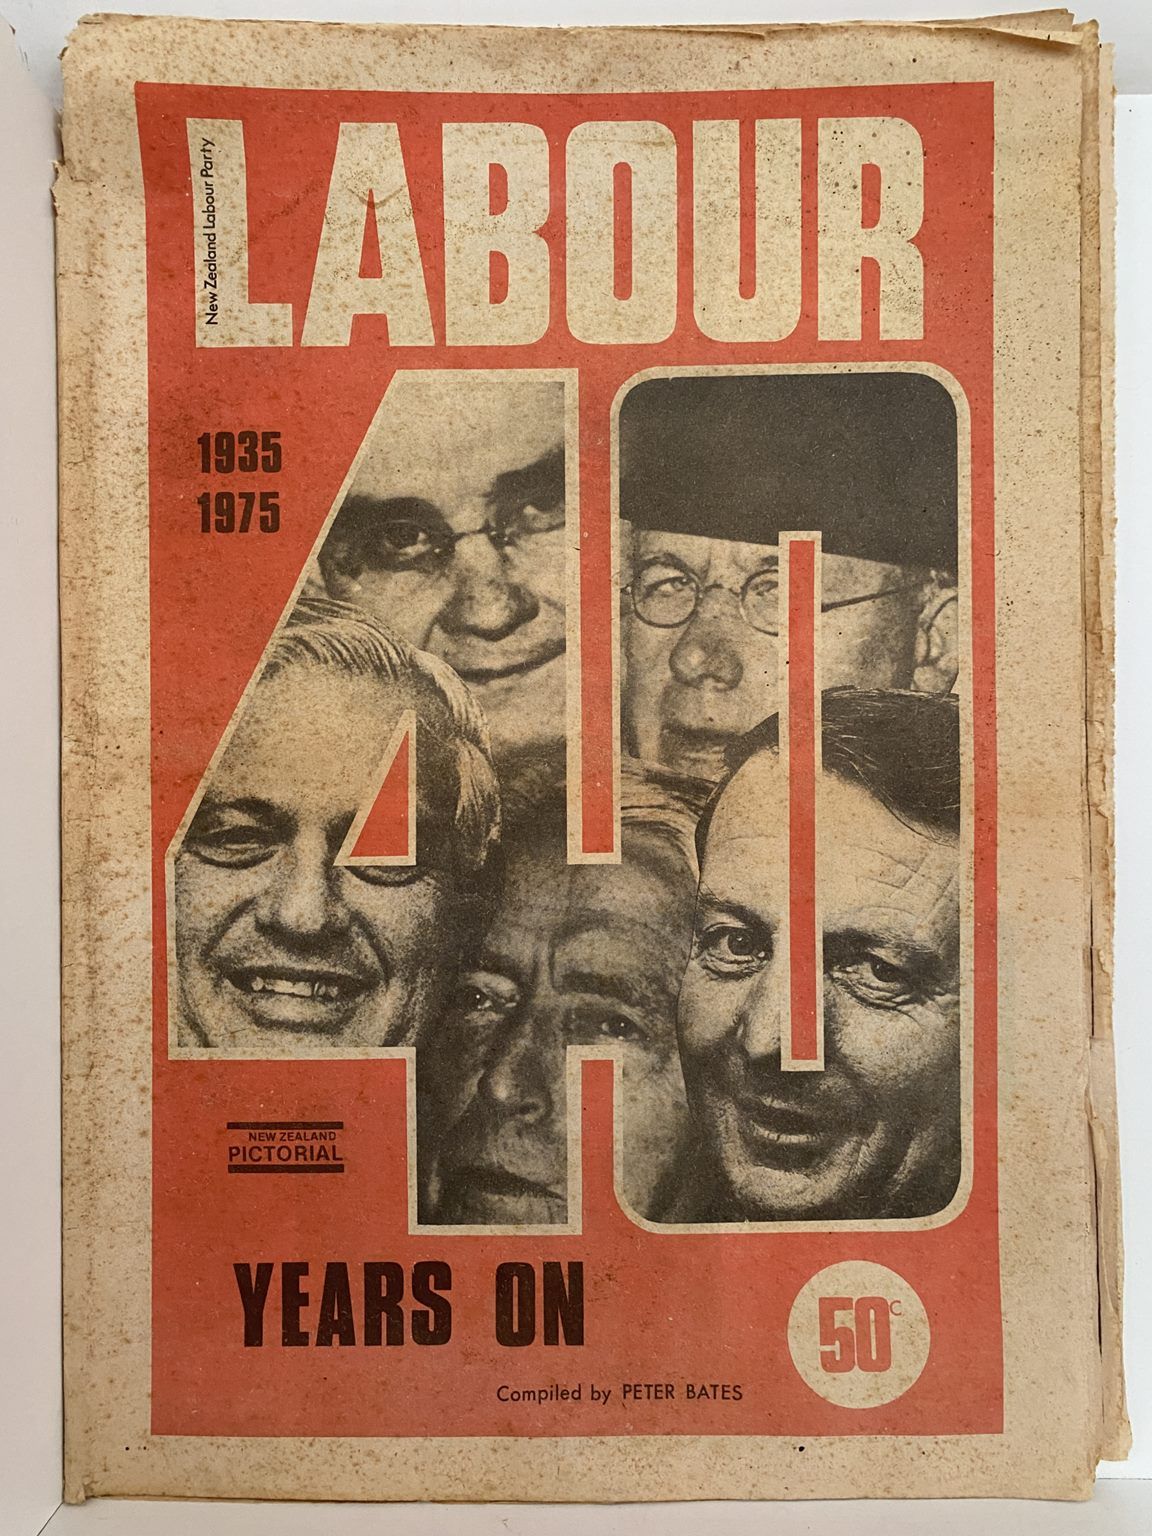 LABOUR
New Zealand Labour Party
1935
1975
40
NEW ZEALAND
PICTORIAL
YEARS ON
50c
Compiled by PETER BATES